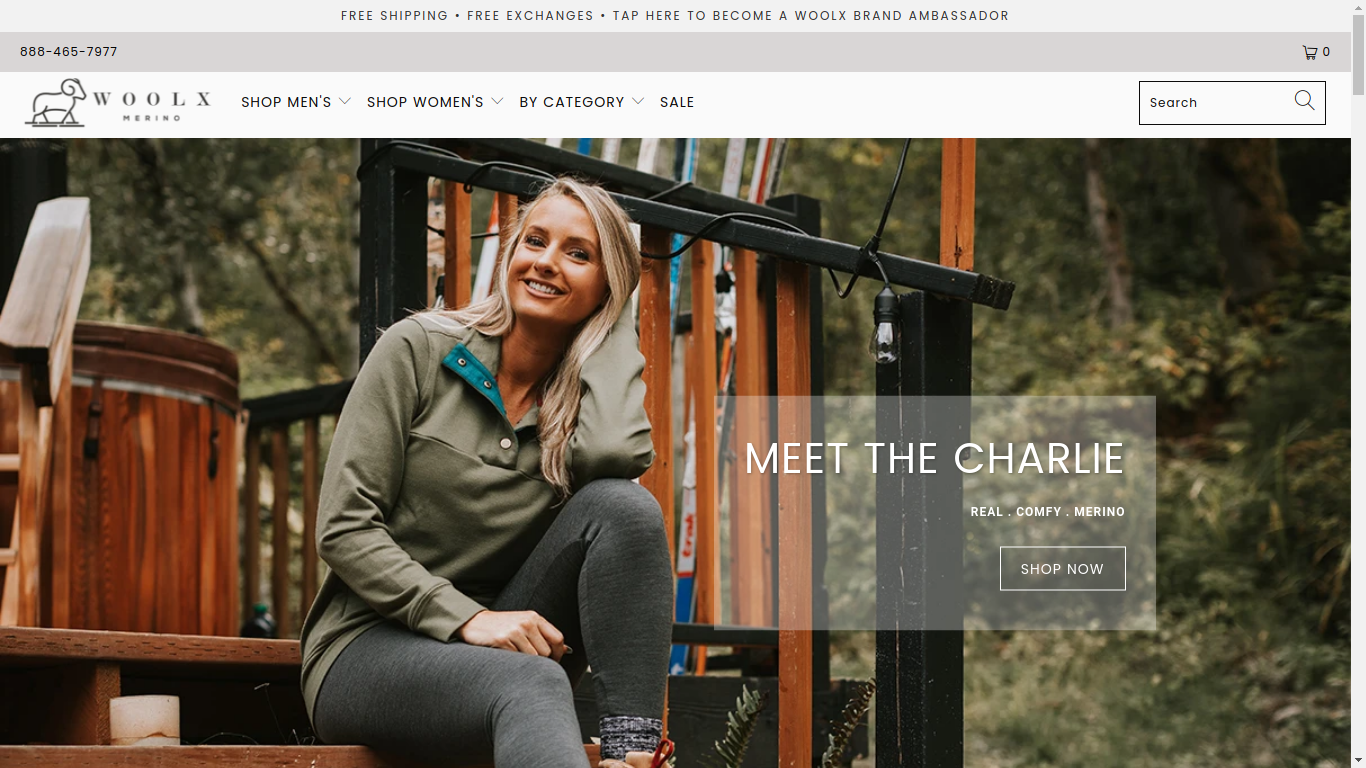 FREE SHIPPING • FREE EXCHANGES • TAP HERE TO BECOME A WOOLX BRAND AMBASSADOR
888-465-7977
0
WOOLX
MERINO
SHOP MEN'S
SHOP WOMEN'S
BY CATEGORY
SALE
Search
MEET THE CHARLIE
REAL . COMFY . MERINO
SHOP NOW
trak